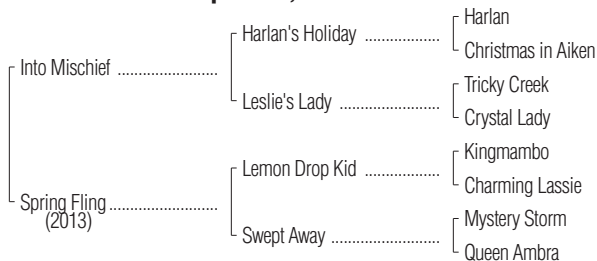 Harlan
Harlan's Holiday ..................
Christmas in Aiken
Into Mischief ........................
Tricky Creek
Leslie's Lady ........................
Crystal Lady
Kingmambo
Lemon Drop Kid ..................
Charming Lassie
Spring Fling ..........................
(2013)
Mystery Storm
Swept Away ..........................
Queen Ambra